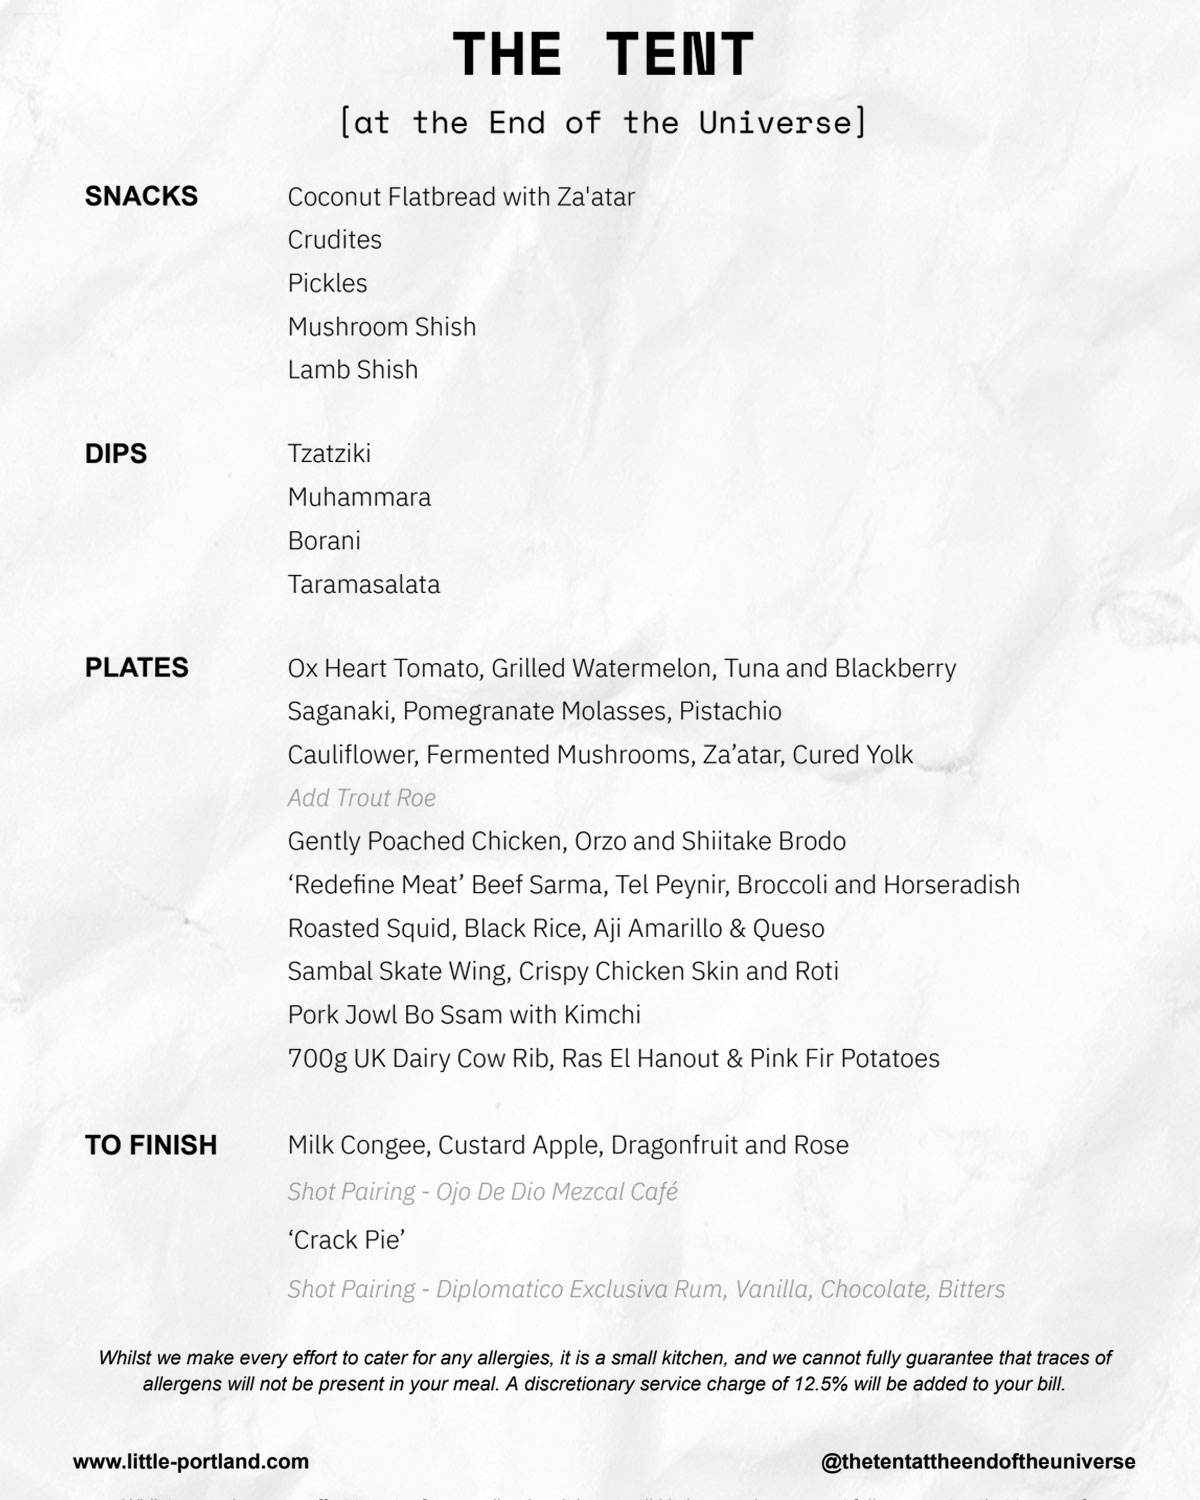 THE TENT
[at the End of the Universe]
SNACKS
Coconut Flatbread with Za'atar
Crudites
Pickles
Mushroom Shish
Lamb Shish
DIPS
Tzatziki
Muhammara
Borani
Taramasalata
PLATES
Ox Heart Tomato, Grilled Watermelon, Tuna and Blackberry
Saganaki, Pomegranate Molasses, Pistachio
Cauliflower, Fermented Mushrooms, Za’atar, Cured Yolk
Add Trout Roe
Gently Poached Chicken, Orzo and Shiitake Brodo
‘Redefine Meat’ Beef Sarma, Tel Peynir, Broccoli and Horseradish
Roasted Squid, Black Rice, Aji Amarillo & Queso
Sambal Skate Wing, Crispy Chicken Skin and Roti
Pork Jowl Bo Ssam with Kimchi
700g UK Dairy Cow Rib, Ras El Hanout & Pink Fir Potatoes
TO FINISH
Milk Congee, Custard Apple, Dragonfruit and Rose
Shot Pairing - Ojo De Dio Mezcal Café
‘Crack Pie’
Shot Pairing - Diplomatico Exclusiva Rum, Vanilla, Chocolate, Bitters
Whilst we make every effort to cater for any allergies, it is a small kitchen, and we cannot fully guarantee that traces of
allergens will not be present in your meal. A discretionary service charge of 12.5% will be added to your bill.
www.little-portland.com
@thetentattheendoftheuniverse